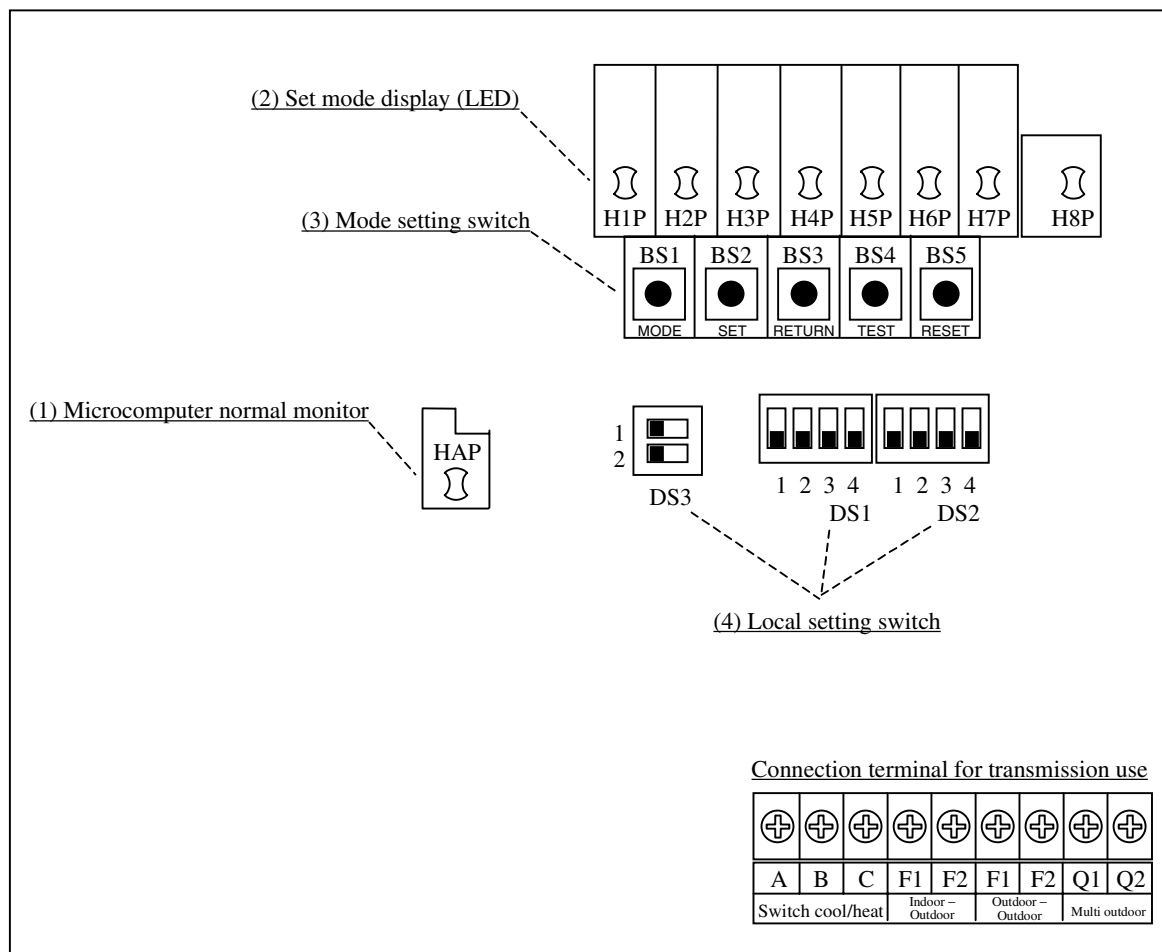 (2) Set mode display (LED)
H1P H2P H3P H4P H5P H6P H7P H8P
(3) Mode setting switch
BS1 BS2 BS3 BS4 BS5
MODE SET RETURN TEST RESET
(1) Microcomputer normal monitor
HAP
1
2
DS3
1 2 3 4 1 2 3 4
DS1 DS2
(4) Local setting switch
Connection terminal for transmission use
A B C F1 F2 F1 F2 Q1 Q2
Switch cool/heat
Indoor –
Outdoor
Outdoor –
Outdoor
Multi outdoor